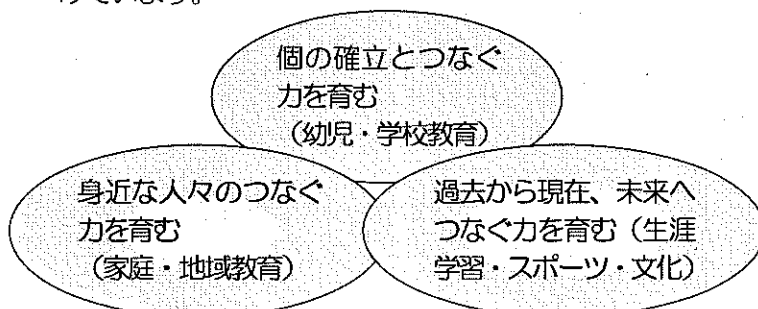 個の確立とつなぐ
力を育む
（幼児・学校教育）
身近な人々のつなぐ
力を育む
（家庭・地域教育）
過去から現在、未来へ
つなぐ力を育む（生涯
学習・スポーツ・文化）